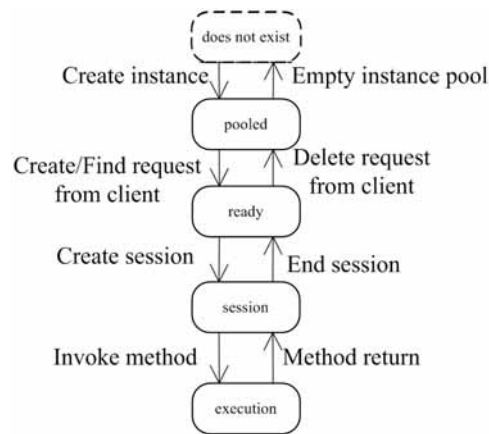 does not exist
Create instance
Empty instance pool
pooled
Create/Find request
from client
Delete request
from client
ready
Create session
End session
session
Invoke method
Method return
execution